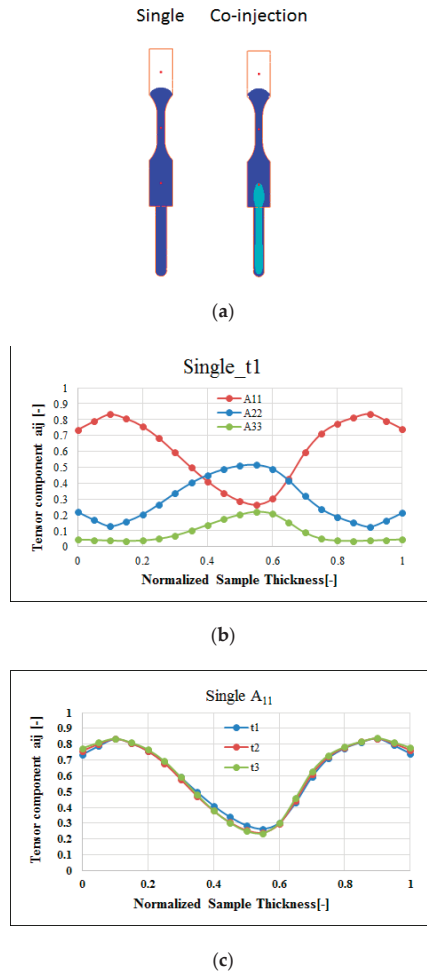 Single Co-injection
(a)
Single_t1
Tensor component aij [-]
1
0.9
0.8
0.7
0.6
0.5
0.4
0.3
0.2
0.1
0
A11
A22
A33
0 0.2 0.4 0.6 0.8 1
Normalized Sample Thickness[-]
(b)
Single A11
Tensor component aij [-]
1
0.9
0.8
0.7
0.6
0.5
0.4
0.3
0.2
0.1
0
t1
t2
t3
0 0.2 0.4 0.6 0.8 1
Normalized Sample Thickness[-]
(c)